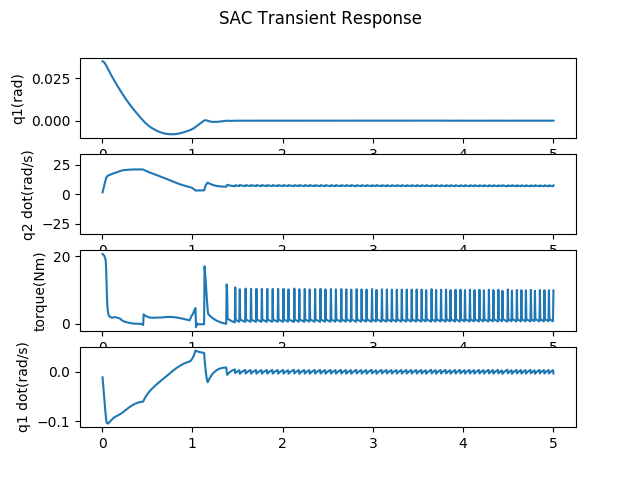 SAC Transient Response
q1(rad)
0.025
0.000
0 1 2 3 4 5
q2 dot(rad/s)
25
0
−25
0 1 2 3 4 5
torque(Nm)
20
0
0 1 2 3 4 5
q1 dot(rad/s)
0.0
−0.1
0 1 2 3 4 5